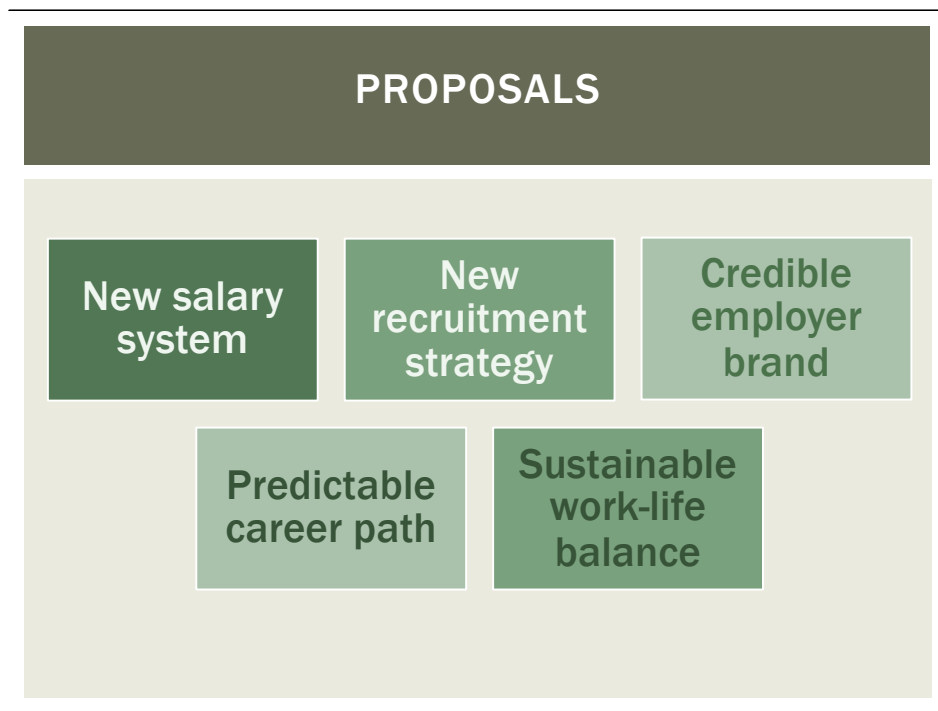 PROPOSALS
New salary
system
New
recruitment
strategy
Credible
employer
brand
Predictable
career path
Sustainable
work-life
balance